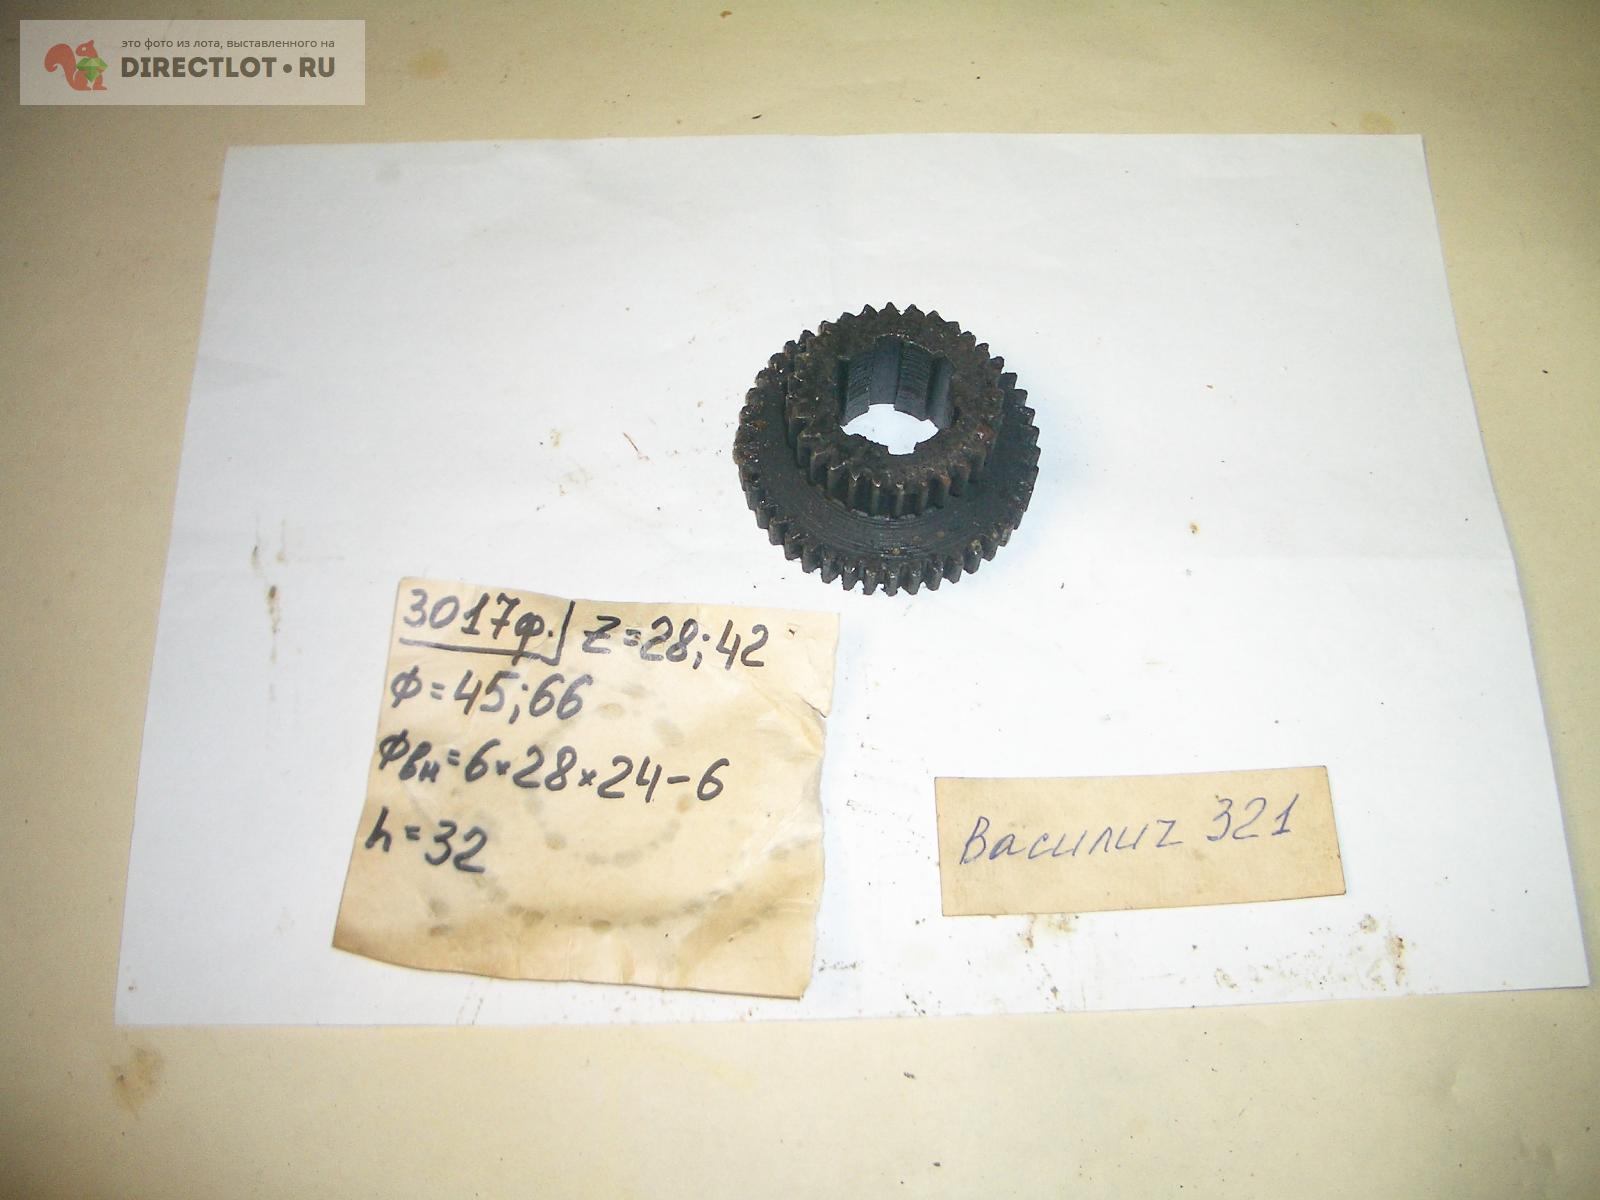 это фото из лота, выставленного на
DIRECTLOT•RU
3017ф. Z=28;42
ф=45;66
фвн=6×28×24-6
h=32
Василич 321